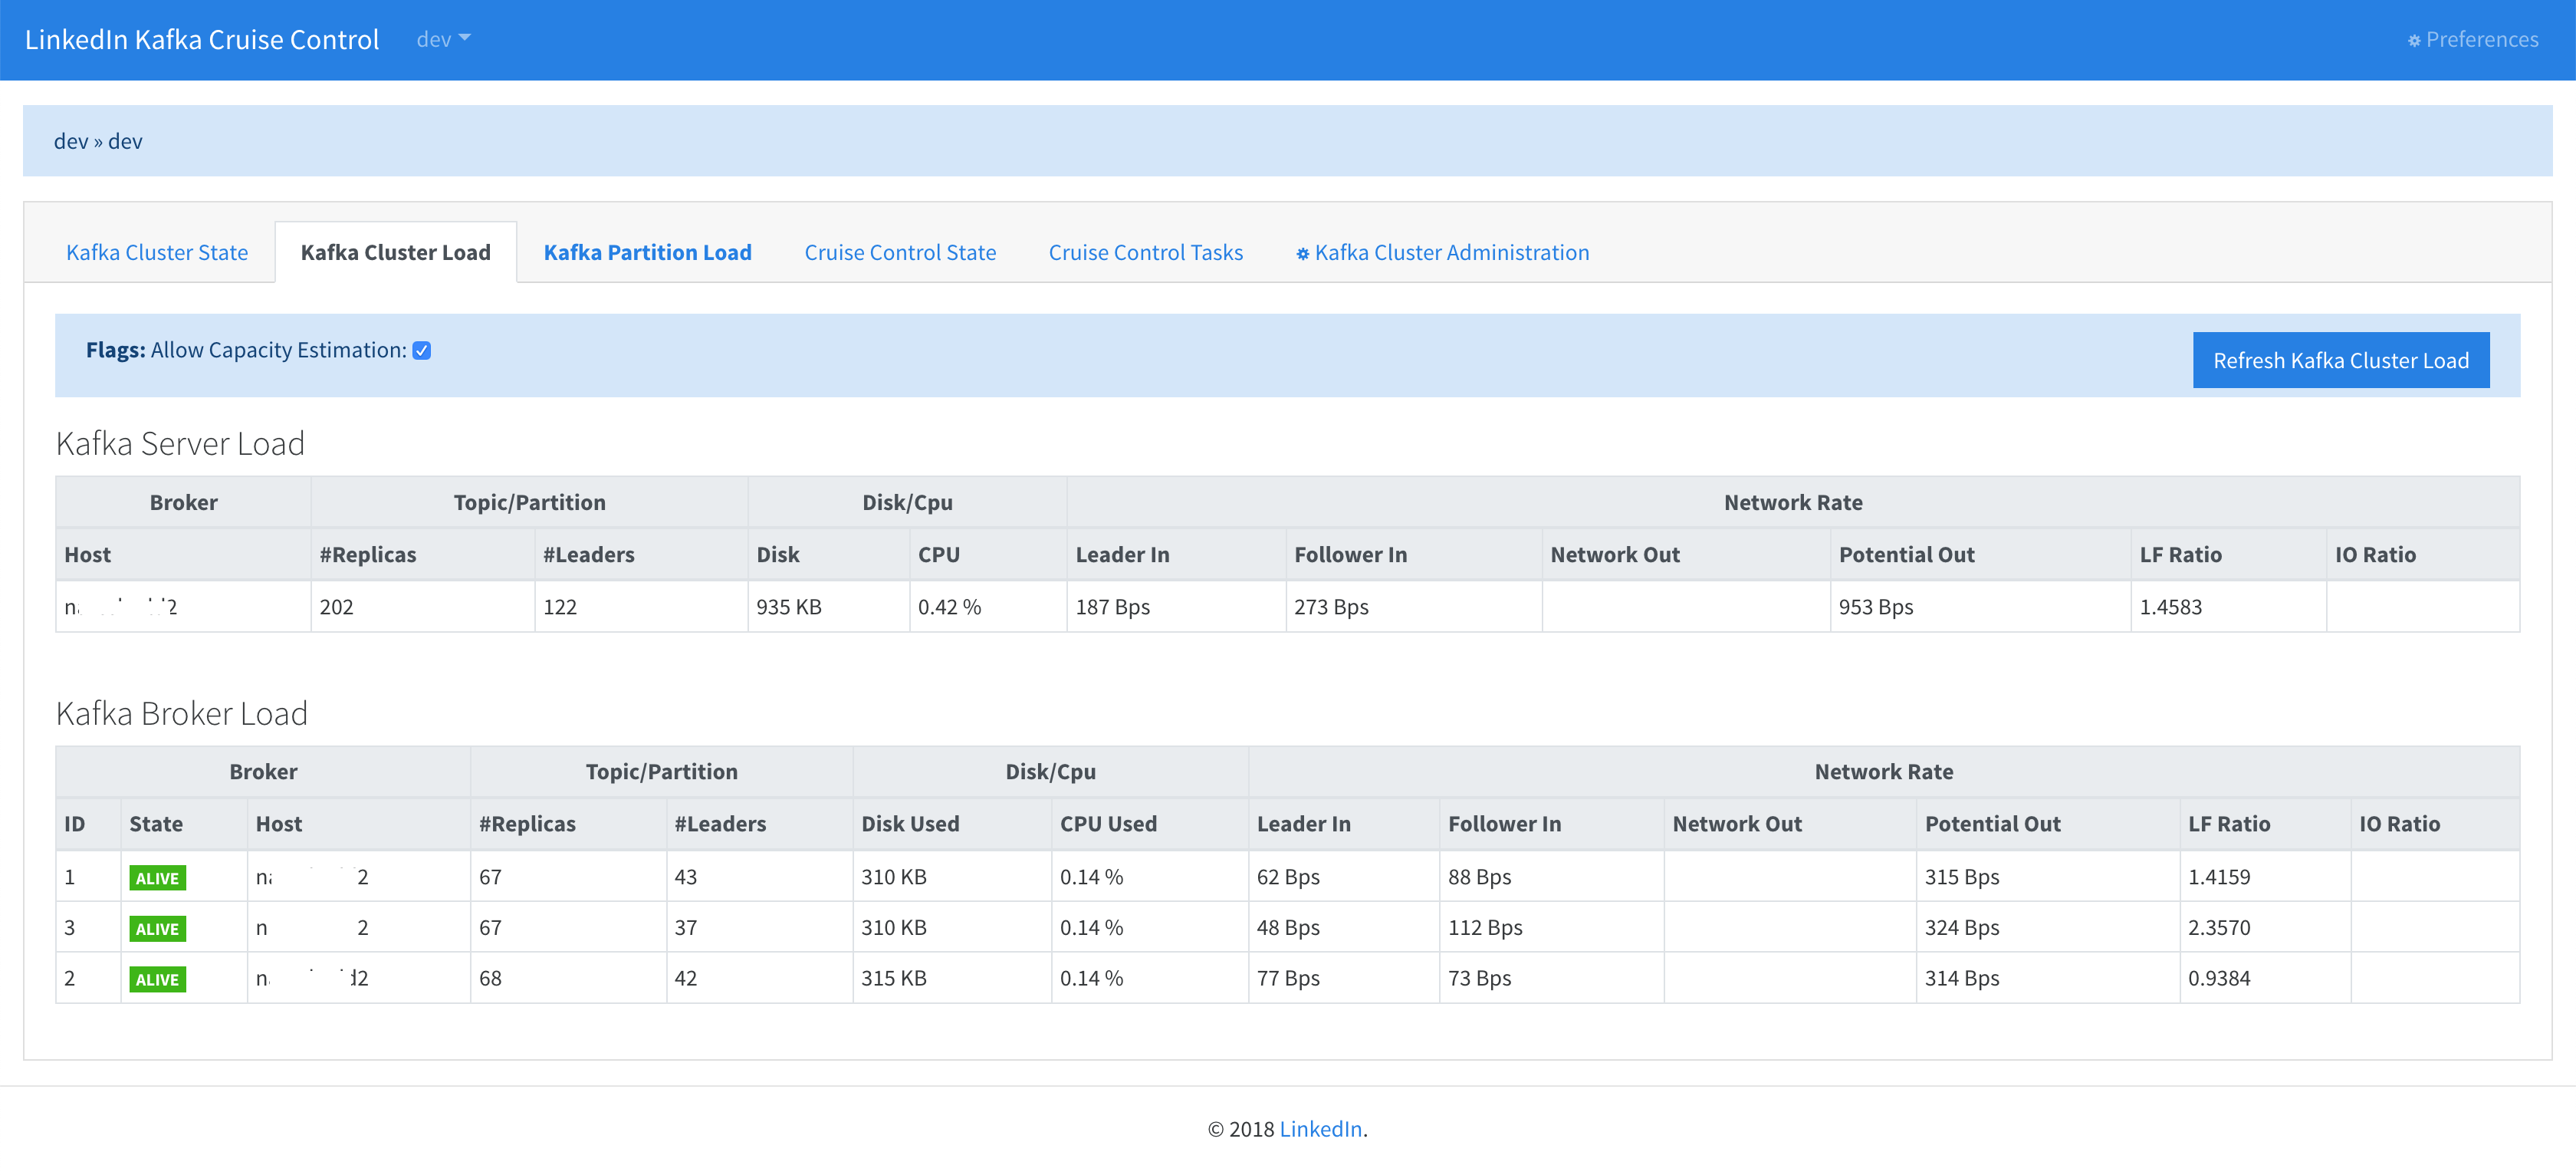 LinkedIn Kafka Cruise Control dev Preferences
dev » dev
Kafka Cluster State Kafka Cluster Load Kafka Partition Load Cruise Control State Cruise Control Tasks Kafka Cluster Administration
Flags: Allow Capacity Estimation: Refresh Kafka Cluster Load
Kafka Server Load
Broker Topic/Partition Disk/Cpu Network Rate
Host #Replicas #Leaders Disk CPU Leader In Follower In Network Out Potential Out LF Ratio IO Ratio
202 122 935 KB 0.42 % 187 Bps 273 Bps 953 Bps 1.4583
Kafka Broker Load
Broker Topic/Partition Disk/Cpu Network Rate
ID State Host #Replicas #Leaders Disk Used CPU Used Leader In Follower In Network Out Potential Out LF Ratio IO Ratio
1 ALIVE 67 43 310 KB 0.14 % 62 Bps 88 Bps 315 Bps 1.4159
3 ALIVE 67 37 310 KB 0.14 % 48 Bps 112 Bps 324 Bps 2.3570
2 ALIVE 68 42 315 KB 0.14 % 77 Bps 73 Bps 314 Bps 0.9384
© 2018 LinkedIn.